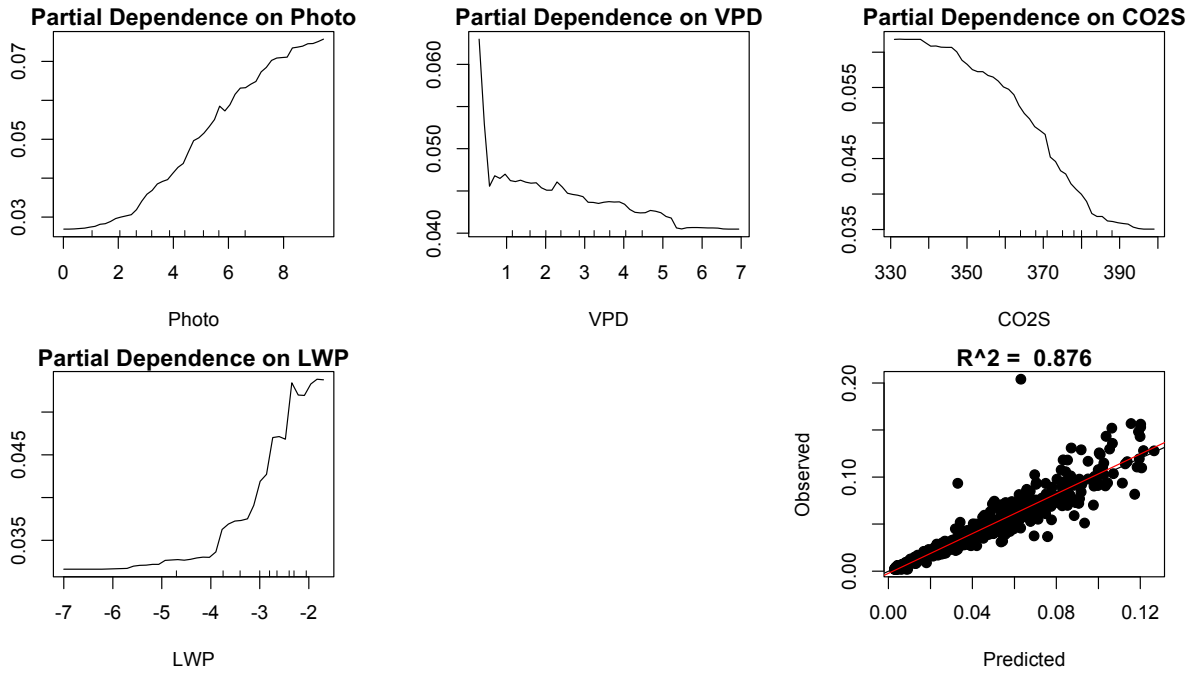 Partial Dependence on Photo
0.03 0.05 0.07
0 2 4 6 8
Photo
Partial Dependence on VPD
0.040 0.050 0.060
1 2 3 4 5 6 7
VPD
Partial Dependence on CO2S
0.035 0.045 0.055
330 350 370 390
CO2S
Partial Dependence on LWP
0.035 0.045
-7 -6 -5 -4 -3 -2
LWP
R^2 = 0.876
Observed
0.00 0.10 0.20
0.00 0.04 0.08 0.12
Predicted